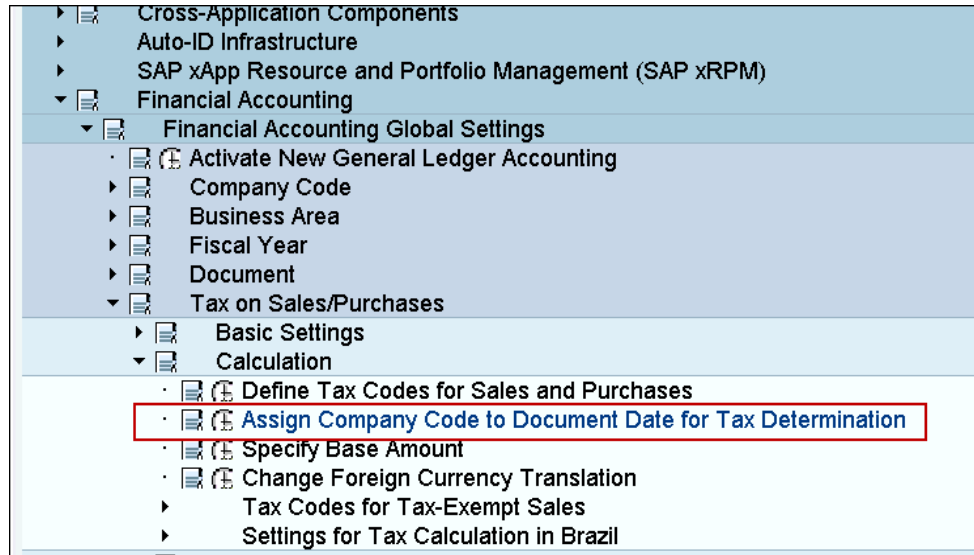 Cross-Application Components
Auto-ID Infrastructure
SAP xApp Resource and Portfolio Management (SAP xRPM)
Financial Accounting
Financial Accounting Global Settings
Activate New General Ledger Accounting
Company Code
Business Area
Fiscal Year
Document
Tax on Sales/Purchases
Basic Settings
Calculation
Define Tax Codes for Sales and Purchases
Assign Company Code to Document Date for Tax Determination
Specify Base Amount
Change Foreign Currency Translation
Tax Codes for Tax-Exempt Sales
Settings for Tax Calculation in Brazil